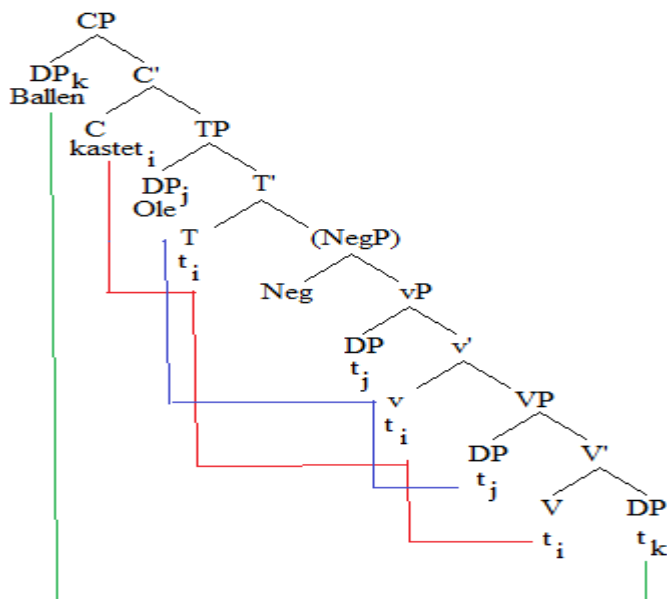 CP
DPk C'
Ballen
C TP
kasteti
DPj T'
Ole
T (NegP)
ti
Neg vP
DP v'
tj
v VP
ti
DP V'
tj
V DP
ti tk